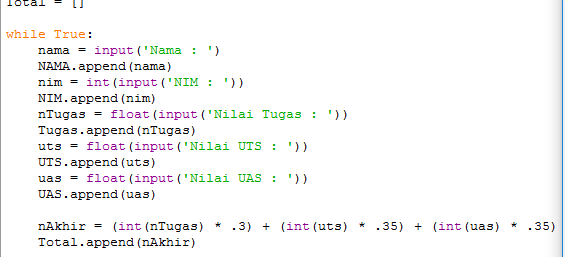 Total = []
while True:
nama = input('Nama : ')
NAMA.append(nama)
nim = int(input('NIM : '))
NIM.append(nim)
nTugas = float(input('Nilai Tugas : '))
Tugas.append(nTugas)
uts = float(input('Nilai UTS : '))
UTS.append(uts)
uas = float(input('Nilai UAS : '))
UAS.append(uas)
nAkhir = (int(nTugas) * .3) + (int(uts) * .35) + (int(uas) * .35)
Total.append(nAkhir)